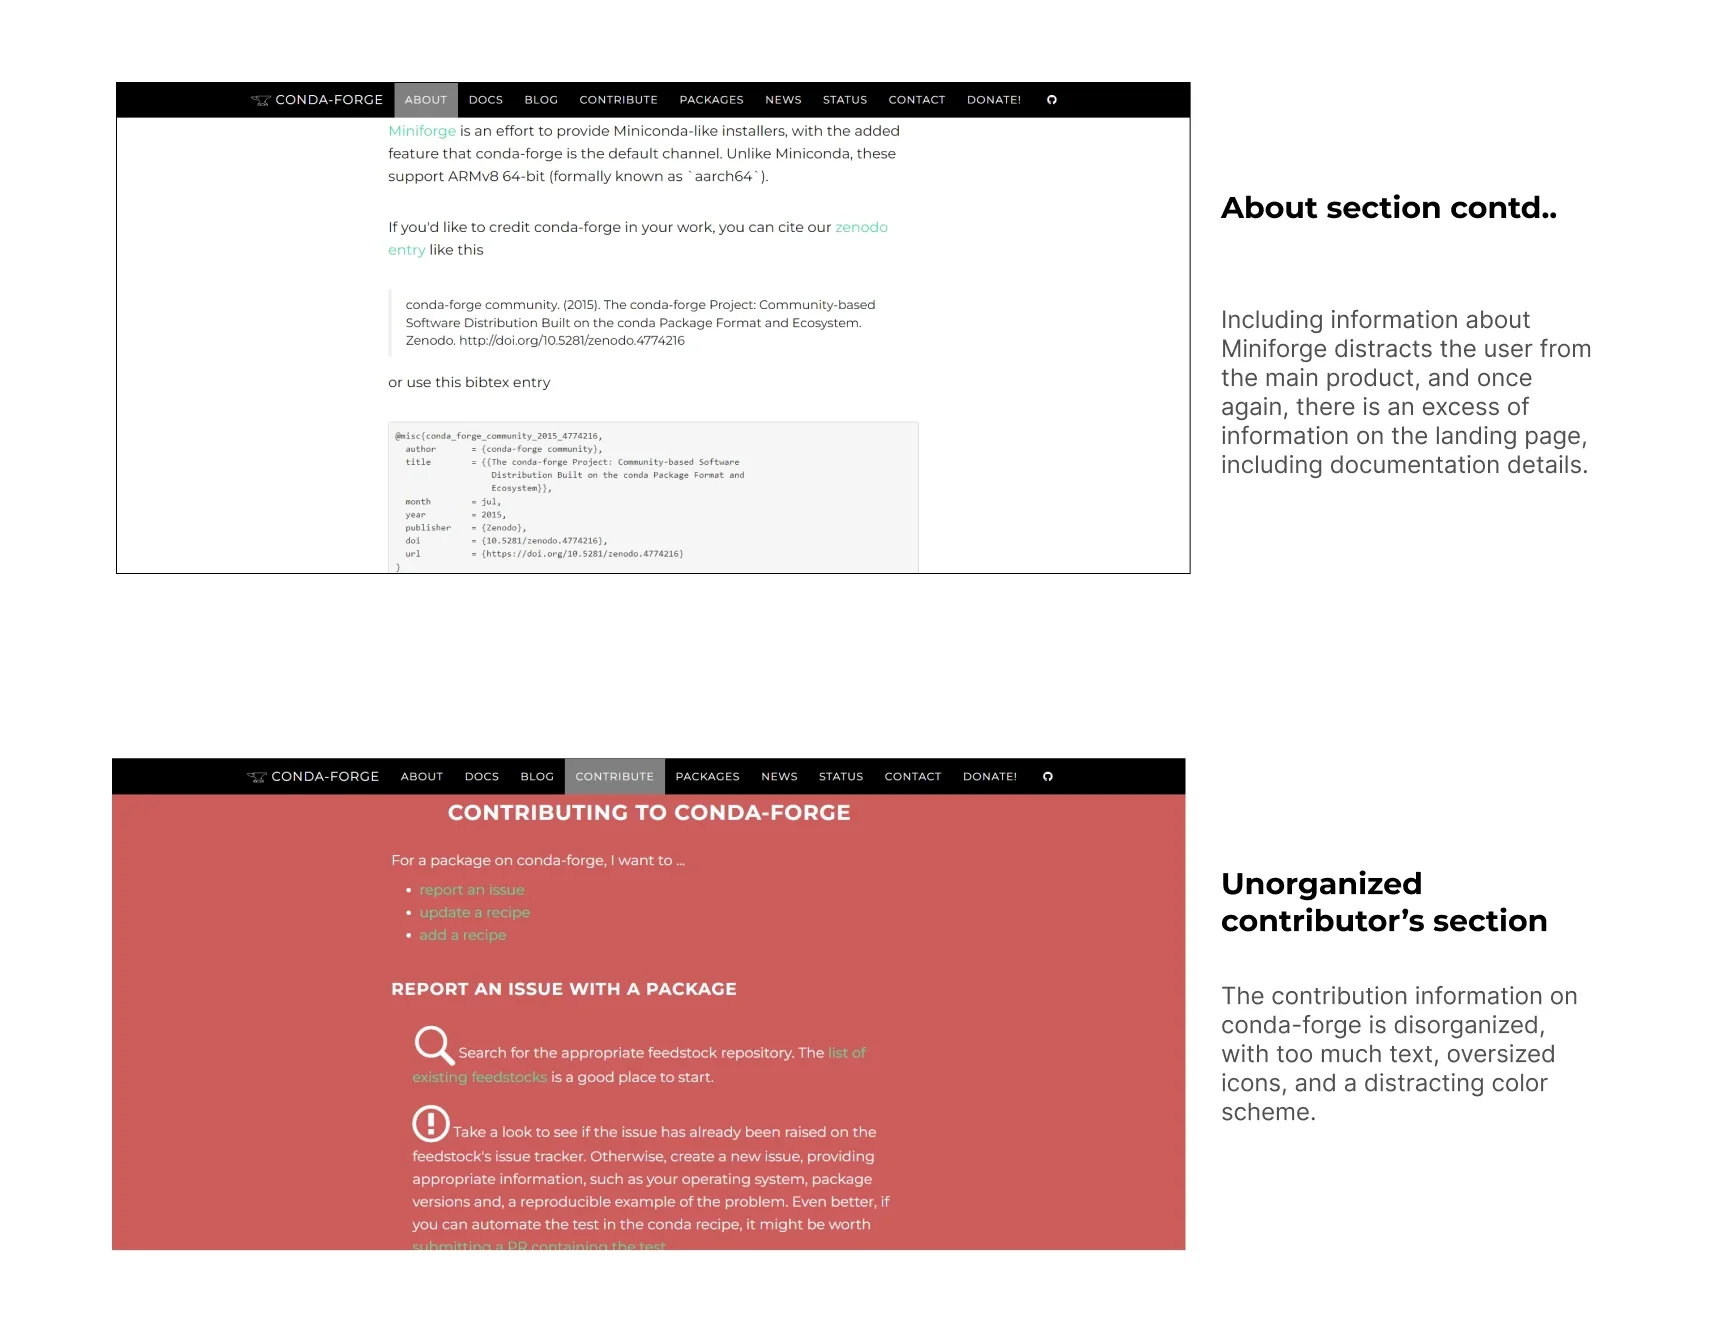 CONDA-FORGE ABOUT DOCS BLOG CONTRIBUTE PACKAGES NEWS STATUS CONTACT DONATE!
Miniforge is an effort to provide Miniconda-like installers, with the added
feature that conda-forge is the default channel. Unlike Miniconda, these
support ARMv8 64-bit (formally known as `aarch64`).
If you'd like to credit conda-forge in your work, you can cite our zenodo
entry like this
conda-forge community. (2015). The conda-forge Project: Community-based
Software Distribution Built on the conda Package Format and Ecosystem.
Zenodo. http://doi.org/10.5281/zenodo.4774216
or use this bibtex entry
@misc{conda_forge_community_2015_4774216,
author = {conda-forge community},
title = {{The conda-forge Project: Community-based Software
Distribution Built on the conda Package Format and
Ecosystem}},
month = jul,
year = 2015,
publisher = {Zenodo},
doi = {10.5281/zenodo.4774216},
url = {https://doi.org/10.5281/zenodo.4774216}
}
About section contd..
Including information about
Miniforge distracts the user from
the main product, and once
again, there is an excess of
information on the landing page,
including documentation details.
CONDA-FORGE ABOUT DOCS BLOG CONTRIBUTE PACKAGES NEWS STATUS CONTACT DONATE!
CONTRIBUTING TO CONDA-FORGE
For a package on conda-forge, I want to ...
• report an issue
• update a recipe
• add a recipe
REPORT AN ISSUE WITH A PACKAGE
Search for the appropriate feedstock repository. The list of
existing feedstocks is a good place to start.
Take a look to see if the issue has already been raised on the
feedstock's issue tracker. Otherwise, create a new issue, providing
appropriate information, such as your operating system, package
versions and, a reproducible example of the problem. Even better, if
you can automate the test in the conda recipe, it might be worth
submitting a PR containing the test
Unorganized
contributor’s section
The contribution information on
conda-forge is disorganized,
with too much text, oversized
icons, and a distracting color
scheme.